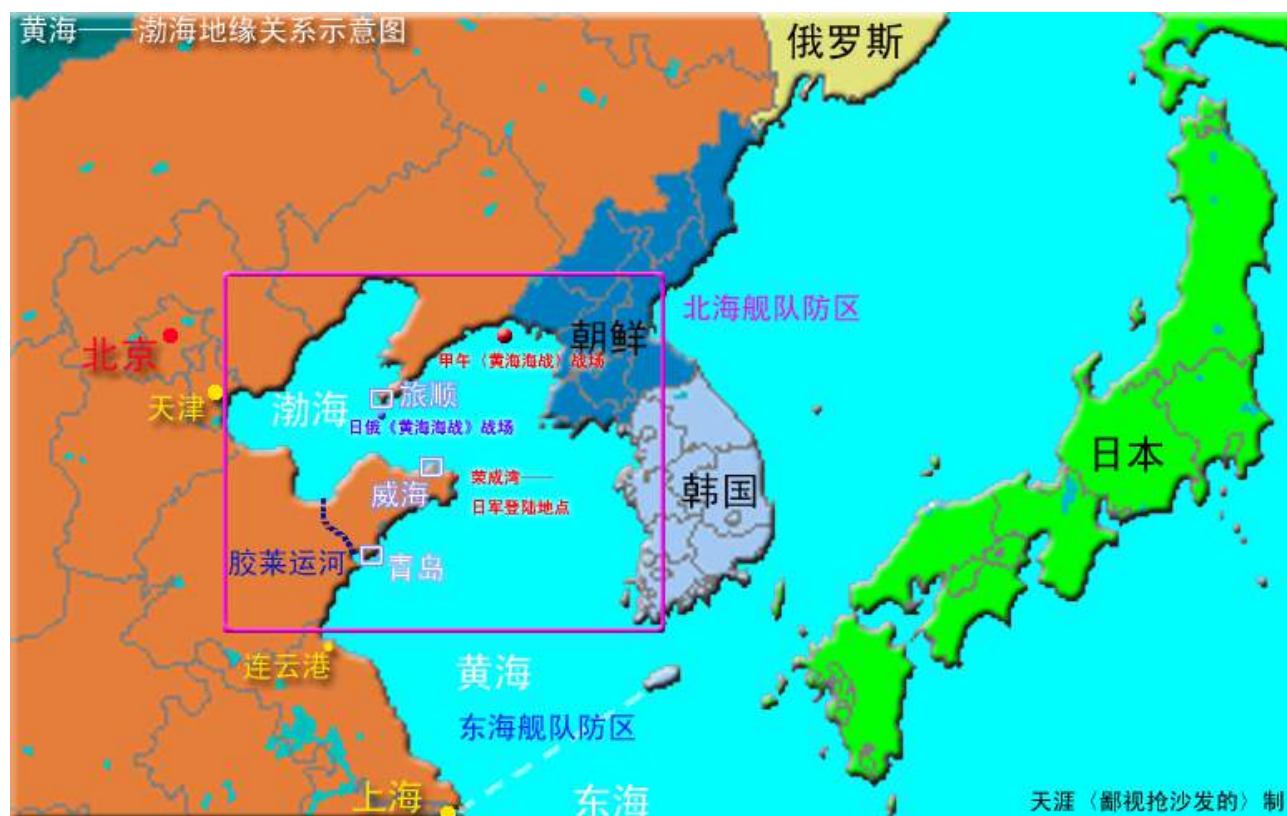 黄海——渤海地缘关系示意图
俄罗斯
北海舰队防区
北京
朝鲜
甲午《黄海海战》战场
天津
渤海
旅顺
日俄《黄海海战》战场
日本
荣成湾——
日军登陆地点
威海
韩国
胶莱运河
青岛
连云港
黄海
东海舰队防区
上海
东海
天涯〈鄙视抢沙发的〉制